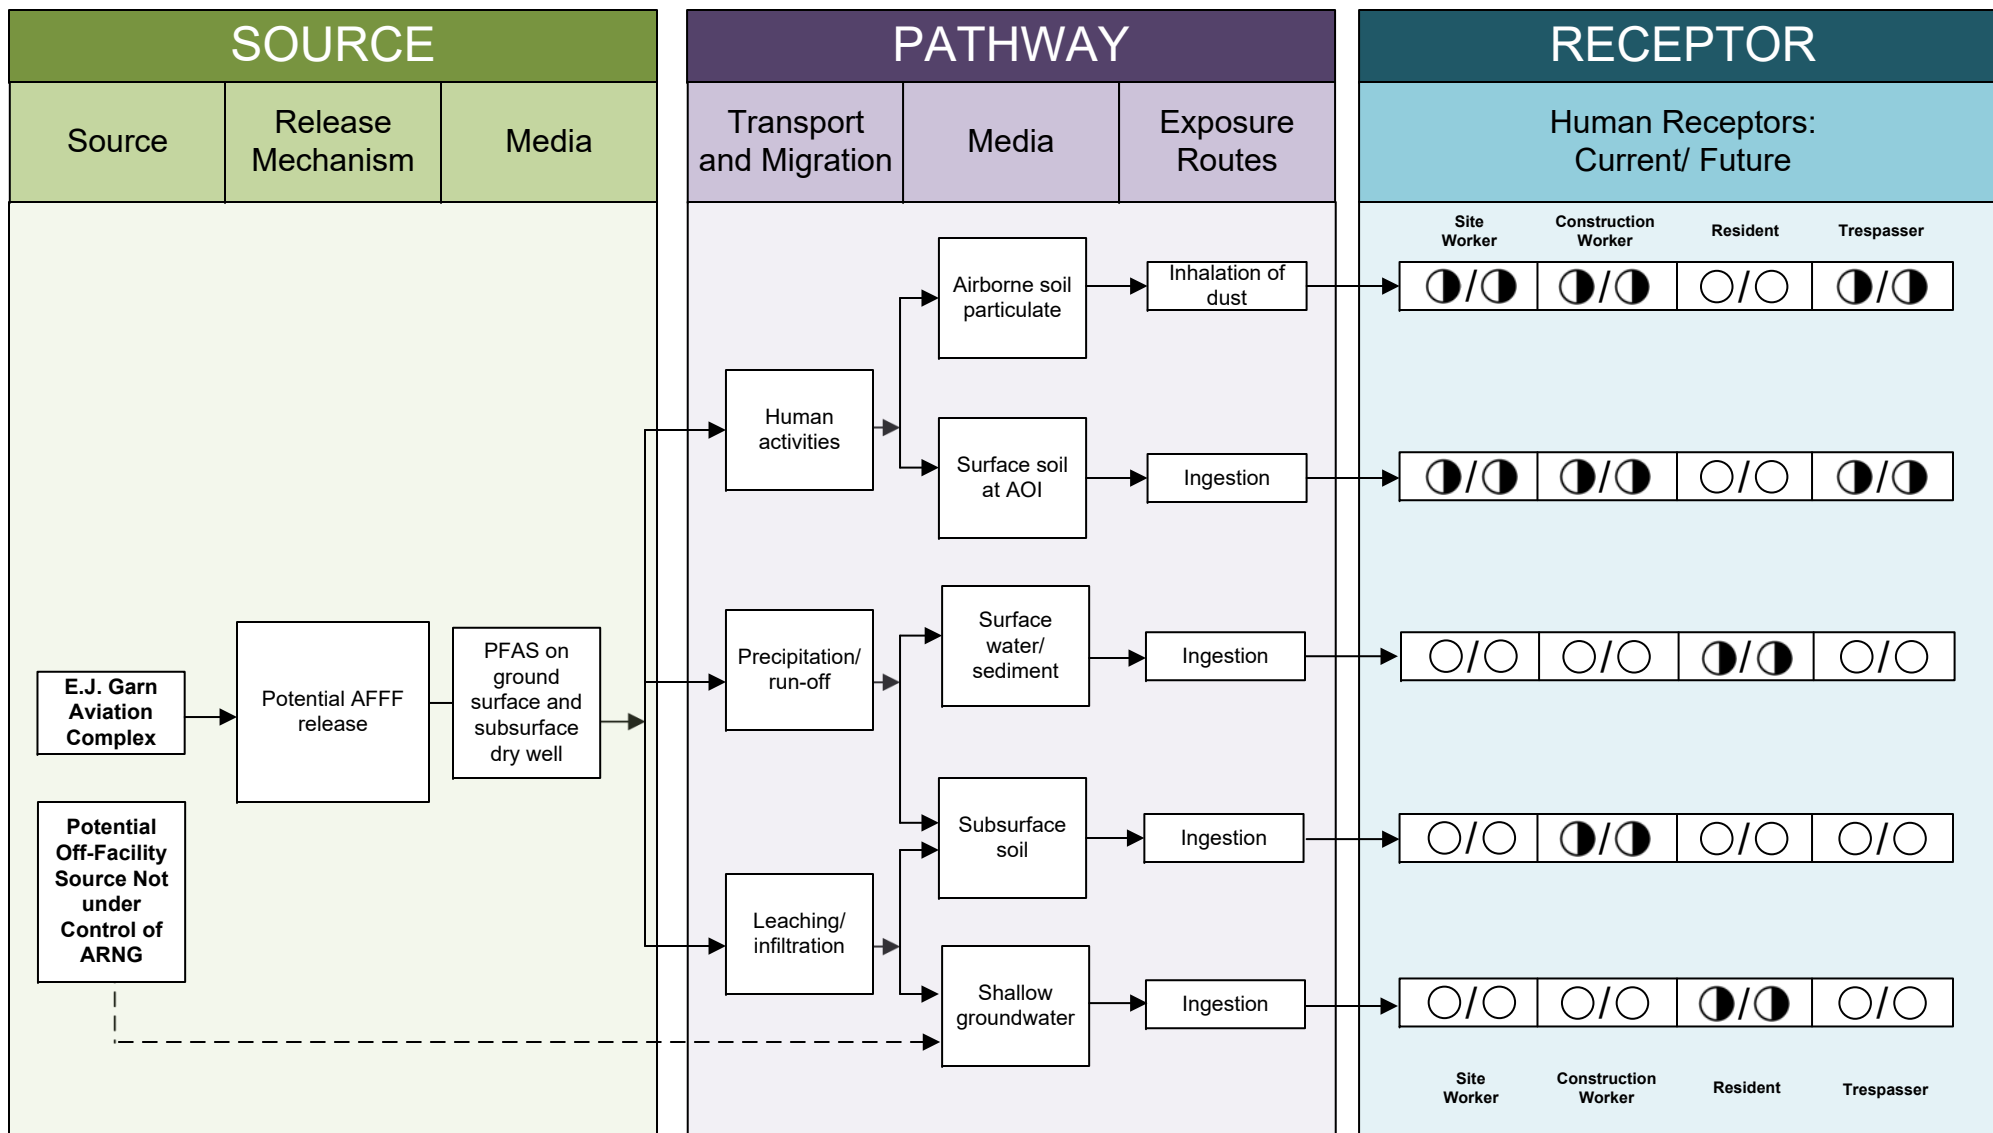 SOURCE
PATHWAY
RECEPTOR
Source
Release
Mechanism
Media
Transport
and Migration
Media
Exposure
Routes
Human Receptors:
Current/ Future
Site
Worker
Construction
Worker
Resident
Trespasser
Airborne soil
particulate
Inhalation of
dust
/
/
/
/
Human
activities
Surface soil
at AOI
Ingestion
/
/
/
/
E.J. Garn
Aviation
Complex
Potential AFFF
release
PFAS on
ground
surface and
subsurface
dry well
Precipitation/
run-off
Surface
water/
sediment
Ingestion
/
/
/
/
Potential
Off-Facility
Source Not
under
Control of
ARNG
Subsurface
soil
Ingestion
/
/
/
/
Leaching/
infiltration
Shallow
groundwater
Ingestion
/
/
/
/
Site
Worker
Construction
Worker
Resident
Trespasser